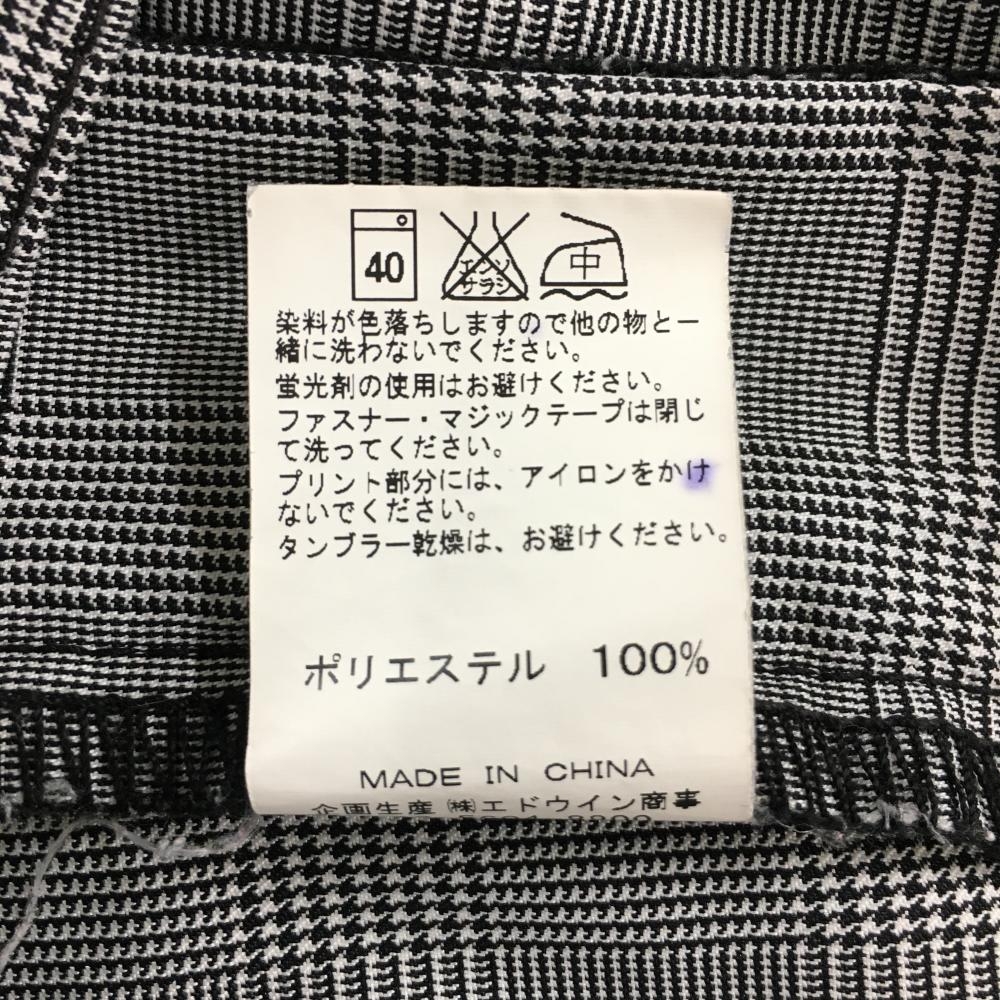 40
エンソ
サラシ
中
染料が色落ちしますので他の物と一
緒に洗わないでください。
蛍光剤の使用はお避けください。
ファスナー・マジックテープは閉じ
て洗ってください。
プリント部分には、アイロンをかけ
ないでください。
タンブラー乾燥は、お避けください。
ポリエステル 100%
MADE IN CHINA
企画生産 ㈱エドウイン商事